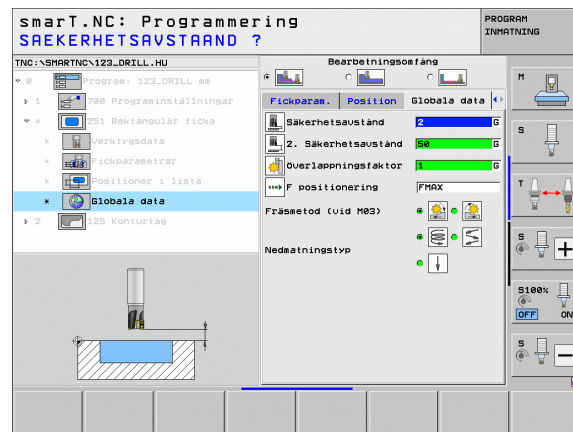 smarT.NC: Programmering
SAEKERHETSAVSTAAND ?
PROGRAM
INMATNING
TNC:\SMARTNC\123_DRILL.HU
0 Program: 123_DRILL mm
1 700 Programinställningar
* 251 Rektangulär ficka
* Verktygsdata
* Fickparametrar
* Positioner i lista
* Globala data
2 125 Konturtåg
Bearbetningsomfång
Fickparam. Position Globala data
Säkerhetsavstånd 2 G
2. Säkerhetsavstånd 50 G
Överlappningsfaktor 1 G
F positionering FMAX
Fräsmetod (vid M03)
Nedmatningstyp
M
S
T
S
S100%
OFF ON
S